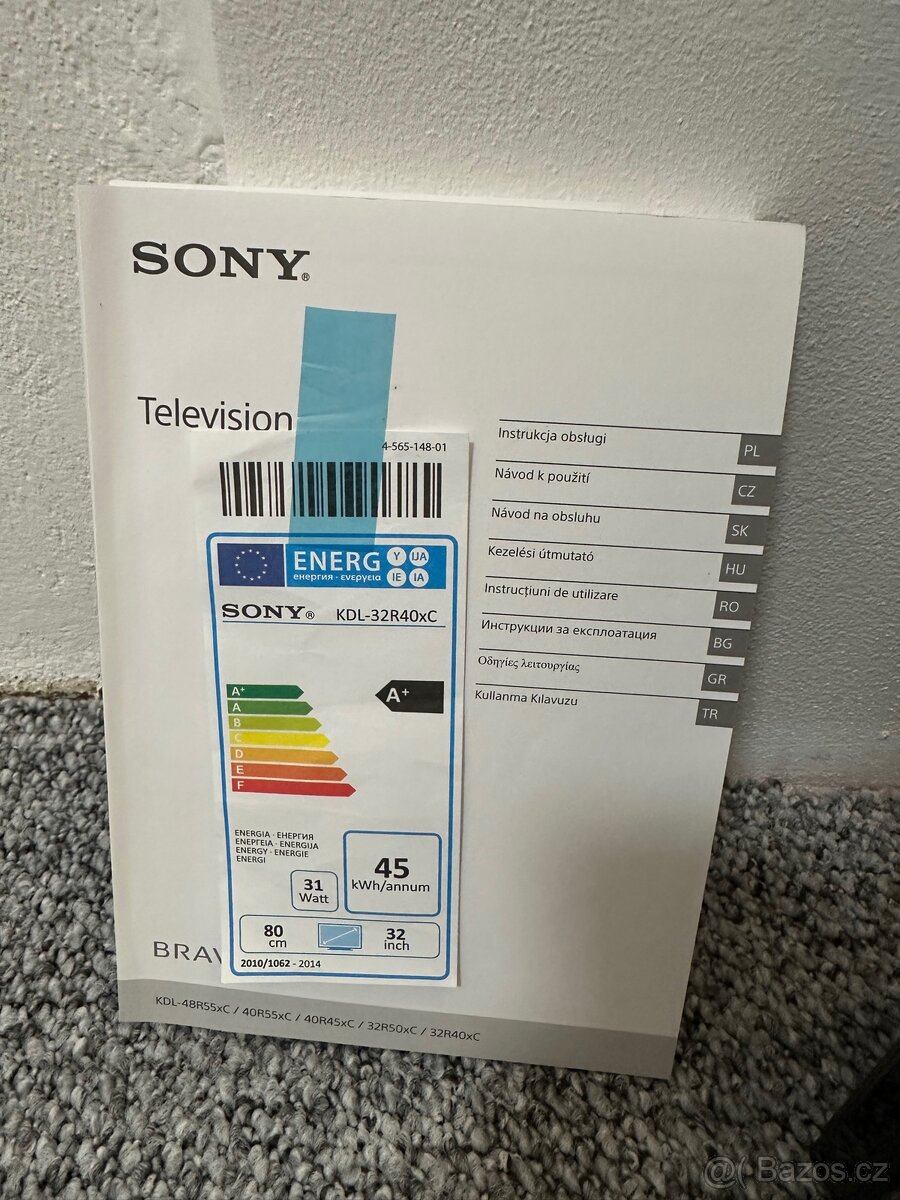 SONY®
Television
4-565-148-01
ENERG Y IJA IE IA
енергия · ενεργεια
SONY® KDL-32R40xC
A+
A
B
C
D
E
F
A+
ENERGIA · ЕНЕРГИЯ
ΕΝΕΡΓΕΙΑ · ENERGIJA
ENERGY · ENERGIE
ENERGI
45
kWh/annum
31
Watt
80
cm
32
inch
2010/1062 - 2014
Instrukcja obsługi PL
Návod k použití CZ
Návod na obsluhu SK
Kezelési útmutató HU
Instrucțiuni de utilizare RO
Инструкции за експлоатация BG
Οδηγίες λειτουργίας GR
Kullanma Kılavuzu TR
BRAV
KDL-48R55xC / 40R55xC / 40R45xC / 32R50xC / 32R40xC
@( Bazos.cz